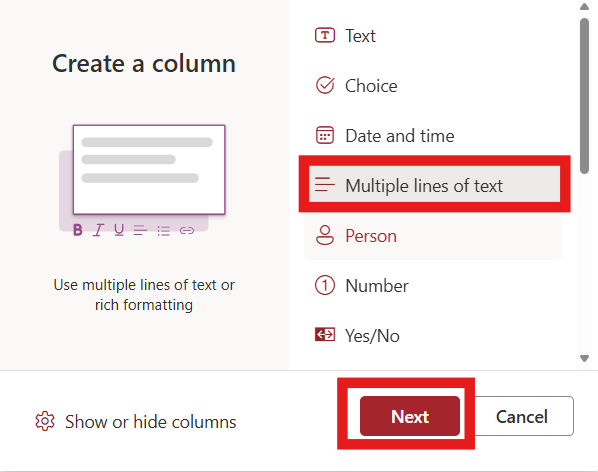 Create a column
B I U
Use multiple lines of text or
rich formatting
T Text
Choice
Date and time
Multiple lines of text
Person
1 Number
Yes/No
Show or hide columns
Next
Cancel